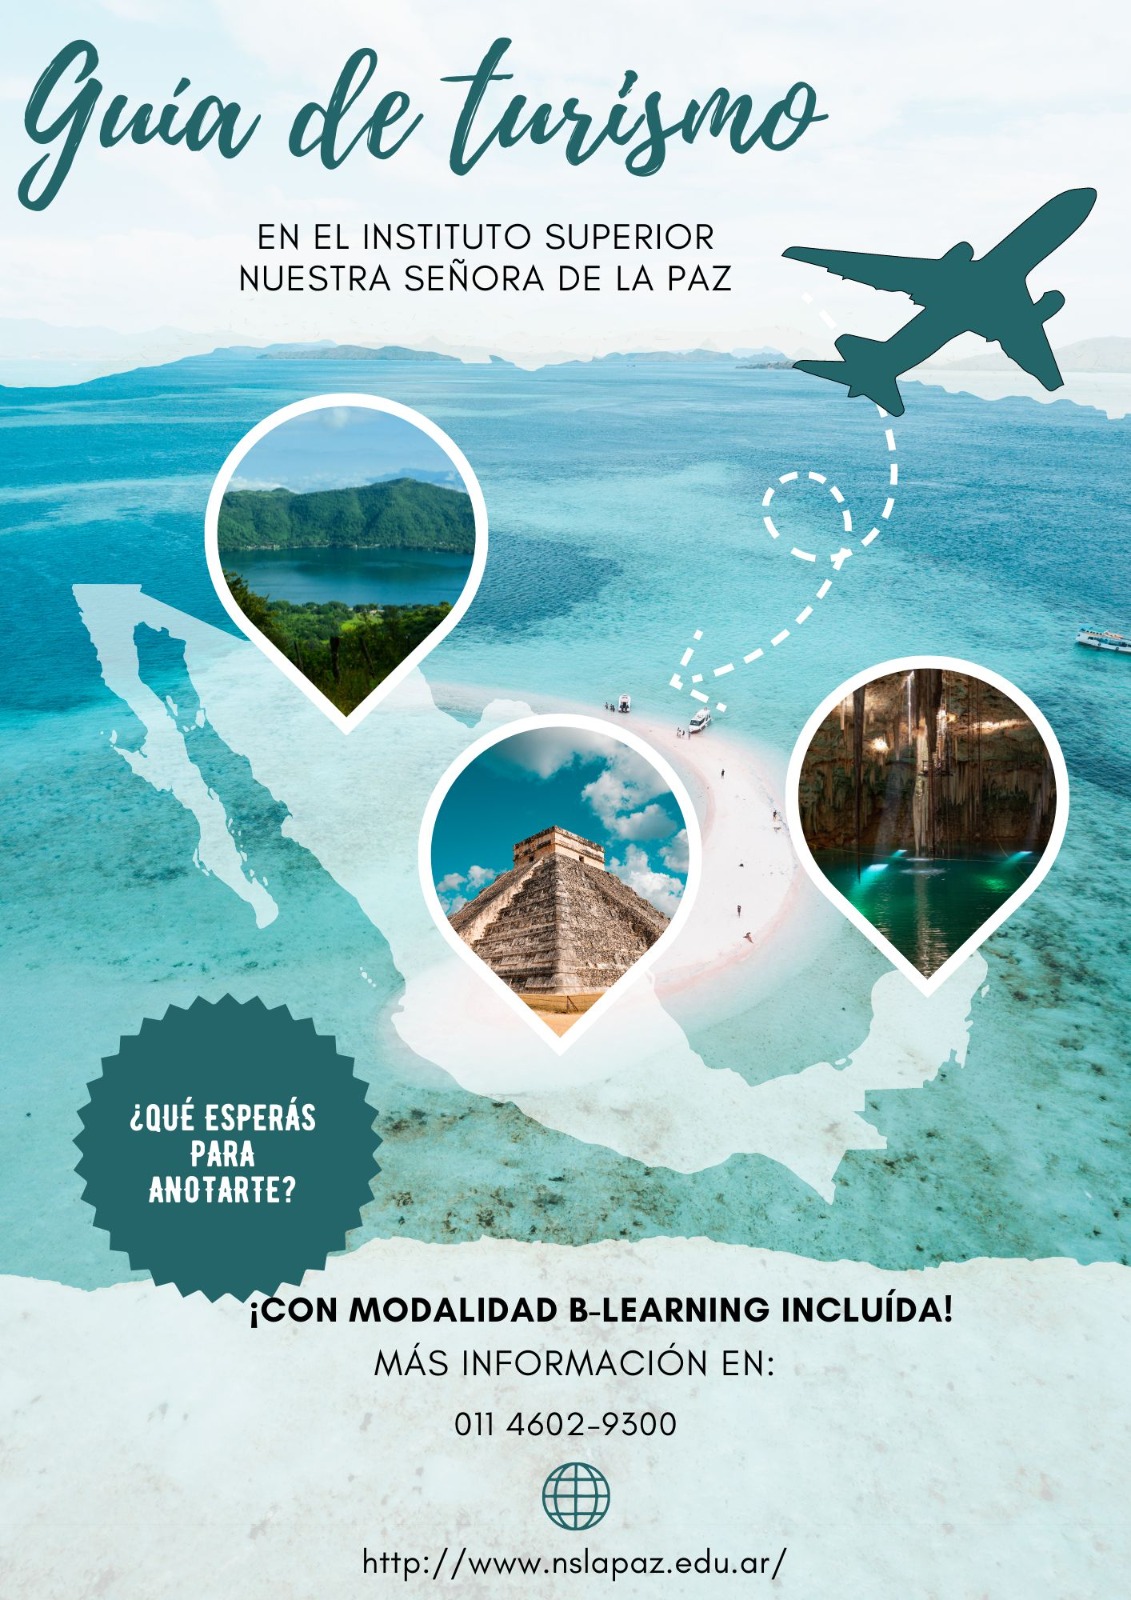 Guía de turismo
EN EL INSTITUTO SUPERIOR
NUESTRA SEÑORA DE LA PAZ
¿QUÉ ESPERÁS
PARA
ANOTARTE?
¡CON MODALIDAD B-LEARNING INCLUÍDA!
MÁS INFORMACIÓN EN:
011 4602-9300
http://www.nslapaz.edu.ar/